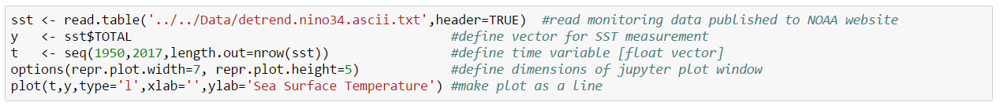 sst <- read.table('../../Data/detrend.nino34.ascii.txt',header=TRUE)  #read monitoring data published to NOAA website
y   <- sst$TOTAL                                        #define vector for SST measurement
t   <- seq(1950,2017,length.out=nrow(sst))              #define time variable [float vector]
options(repr.plot.width=7, repr.plot.height=5)          #define dimensions of jupyter plot window
plot(t,y,type='l',xlab='',ylab='Sea Surface Temperature') #make plot as a line